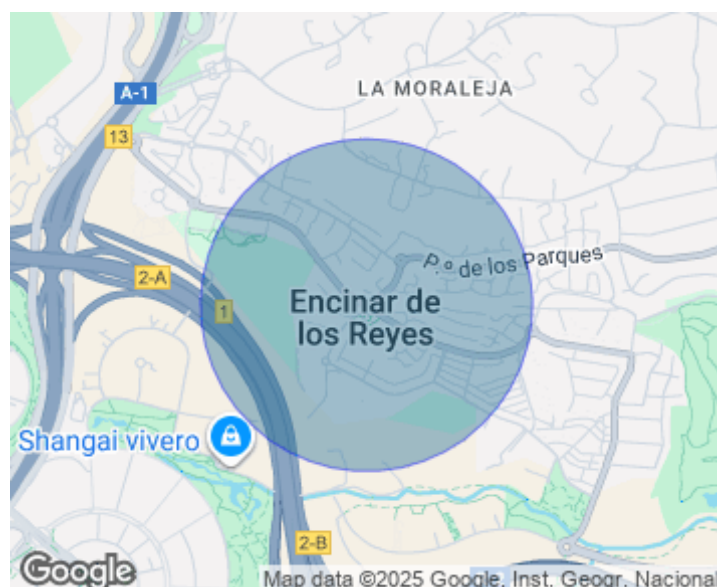 A-1
LA MORALEJA
13
P.º de los Parques
2-A
1
Encinar de
los Reyes
Shangai vivero
2-B
Google
Map data ©2025 Google, Inst. Geogr. Nacional